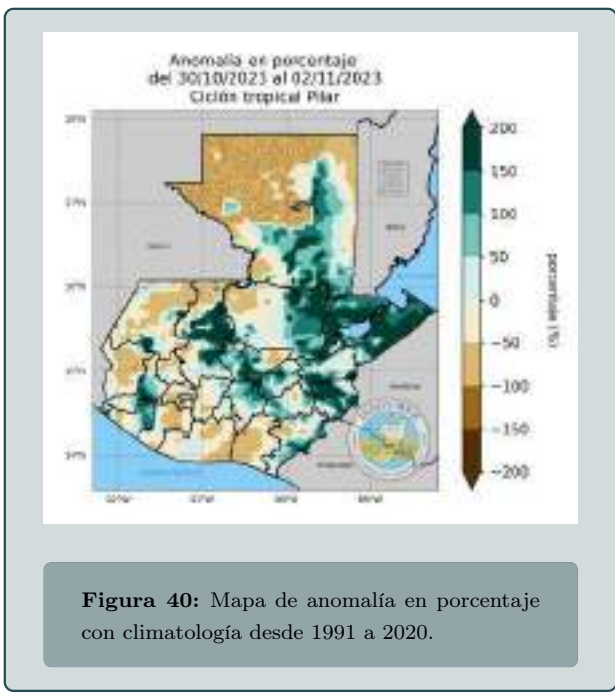 Anomalía en porcentaje
del 30/10/2023 al 02/11/2023
Ciclón tropical Pilar
200
150
100
50
0
−50
−100
−150
−200
porcentaje (%)
Figura 40: Mapa de anomalía en porcentaje
con climatología desde 1991 a 2020.